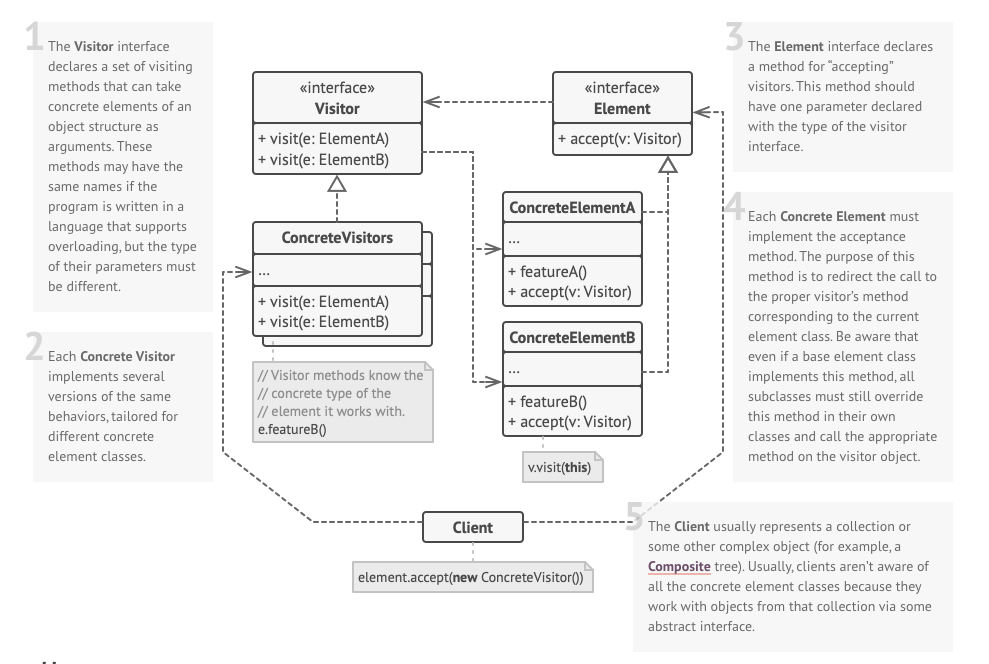 1
The Visitor interface
declares a set of visiting
methods that can take
concrete elements of an
object structure as
arguments. These
methods may have the
same names if the
program is written in a
language that supports
overloading, but the type
of their parameters must
be different.
2
Each Concrete Visitor
implements several
versions of the same
behaviors, tailored for
different concrete
element classes.
«interface»
Visitor
+ visit(e: ElementA)
+ visit(e: ElementB)
ConcreteVisitors
...
+ visit(e: ElementA)
+ visit(e: ElementB)
// Visitor methods know the
// concrete type of the
// element it works with.
e.featureB()
«interface»
Element
+ accept(v: Visitor)
ConcreteElementA
...
+ featureA()
+ accept(v: Visitor)
ConcreteElementB
...
+ featureB()
+ accept(v: Visitor)
v.visit(this)
Client
element.accept(new ConcreteVisitor())
3
The Element interface declares
a method for “accepting”
visitors. This method should
have one parameter declared
with the type of the visitor
interface.
4
Each Concrete Element must
implement the acceptance
method. The purpose of this
method is to redirect the call to
the proper visitor’s method
corresponding to the current
element class. Be aware that
even if a base element class
implements this method, all
subclasses must still override
this method in their own
classes and call the appropriate
method on the visitor object.
5
The Client usually represents a collection or
some other complex object (for example, a
Composite tree). Usually, clients aren’t aware of
all the concrete element classes because they
work with objects from that collection via some
abstract interface.